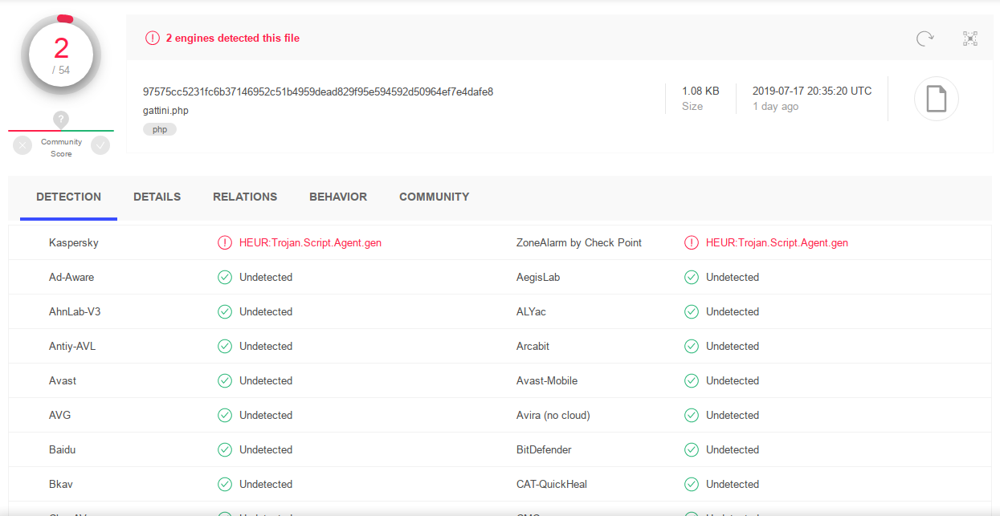 2
/ 54
?
Community
Score
2 engines detected this file
97575cc5231fc6b37146952c51b4959dead829f95e594592d50964ef7e4dafe8
gattini.php
php
1.08 KB
Size
2019-07-17 20:35:20 UTC
1 day ago
DETECTION DETAILS RELATIONS BEHAVIOR COMMUNITY
Kaspersky HEUR:Trojan.Script.Agent.gen ZoneAlarm by Check Point HEUR:Trojan.Script.Agent.gen
Ad-Aware Undetected AegisLab Undetected
AhnLab-V3 Undetected ALYac Undetected
Antiy-AVL Undetected Arcabit Undetected
Avast Undetected Avast-Mobile Undetected
AVG Undetected Avira (no cloud) Undetected
Baidu Undetected BitDefender Undetected
Bkav Undetected CAT-QuickHeal Undetected